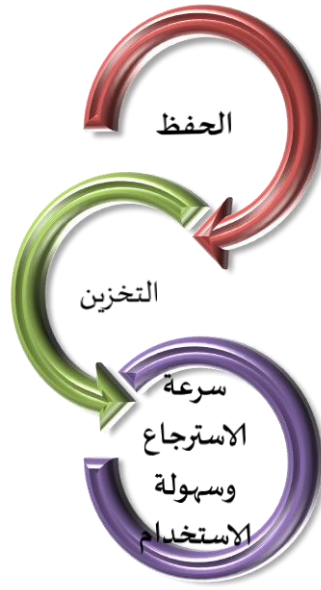 الحفظ
التخزين
سرعة
الاسترجاع
وسهولة
الاستخدام